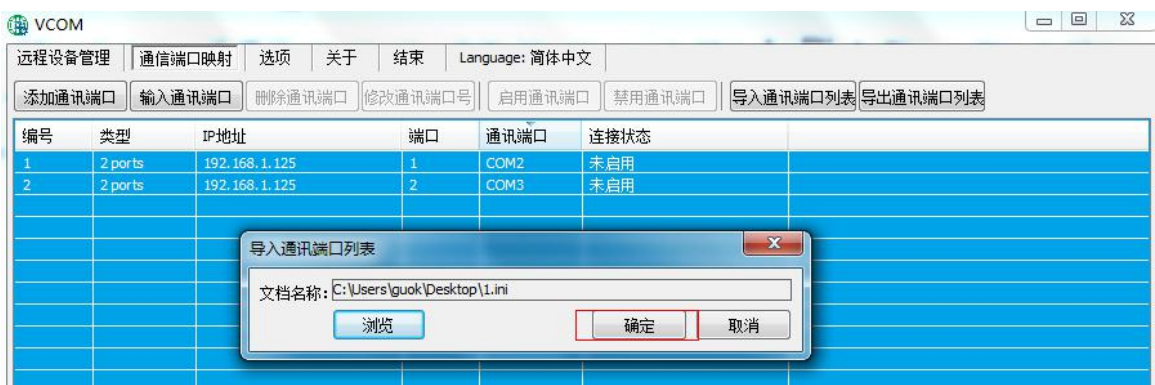 VCOM
远程设备管理 通信端口映射 选项 关于 结束 Language: 简体中文
添加通讯端口 输入通讯端口 删除通讯端口 修改通讯端口号 启用通讯端口 禁用通讯端口 导入通讯端口列表 导出通讯端口列表
编号 类型 IP地址 端口 通讯端口 连接状态
1 2 ports 192.168.1.125 1 COM2 未启用
2 2 ports 192.168.1.125 2 COM3 未启用
导入通讯端口列表
文档名称: C:\Users\guok\Desktop\1.ini
浏览 确定 取消